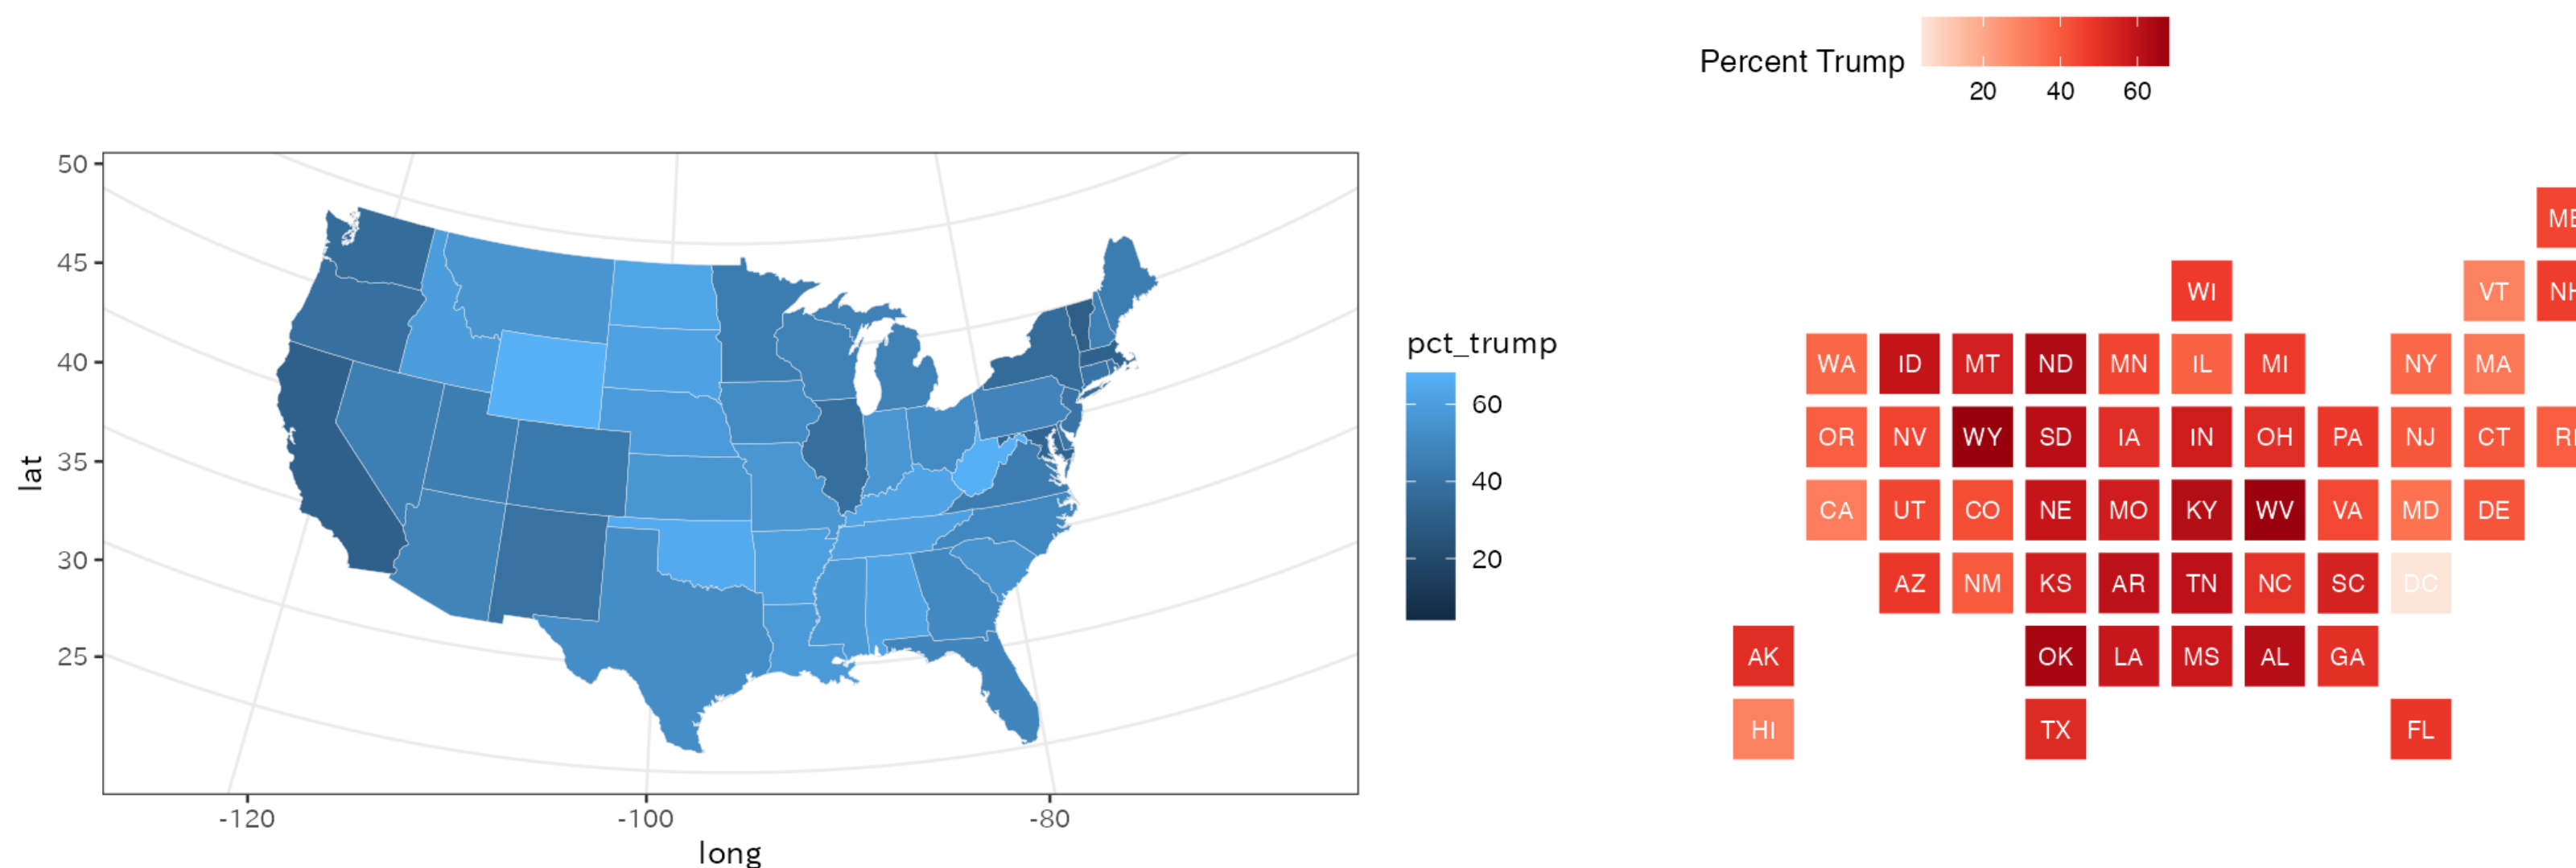 50
45
40
35
30
25
lat
-120
-100
-80
long
pct_trump
60
40
20
Percent Trump
20 40 60
ME
WI VT NH
WA ID MT ND MN IL MI NY MA
OR NV WY SD IA IN OH PA NJ CT RI
CA UT CO NE MO KY WV VA MD DE
AZ NM KS AR TN NC SC DC
AK OK LA MS AL GA
HI TX FL